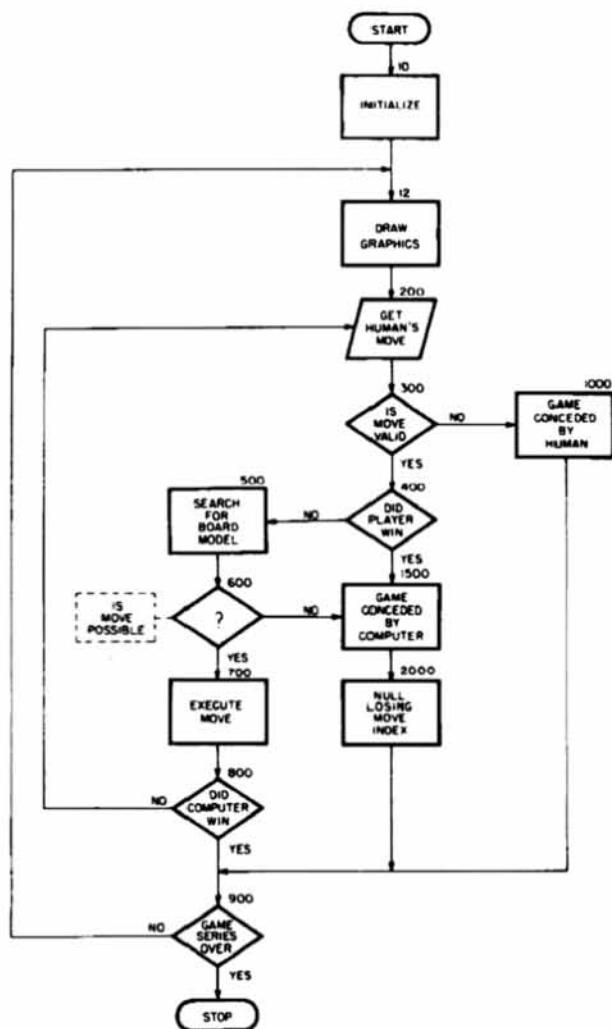 START
10
INITIALIZE
12
DRAW
GRAPHICS
200
GET
HUMAN'S
MOVE
300
IS
MOVE
VALID
NO
1000
GAME
CONCEDED
BY
HUMAN
YES
400
DID
PLAYER
WIN
NO
500
SEARCH
FOR
BOARD
MODEL
YES
1500
GAME
CONCEDED
BY
COMPUTER
600
?
IS
MOVE
POSSIBLE
NO
YES
700
EXECUTE
MOVE
2000
NULL
LOSING
MOVE
INDEX
800
DID
COMPUTER
WIN
NO
YES
900
GAME
SERIES
OVER
NO
YES
STOP